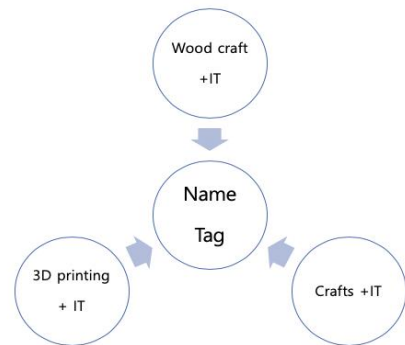 Wood craft
+IT
Name
Tag
3D printing
+ IT
Crafts +IT